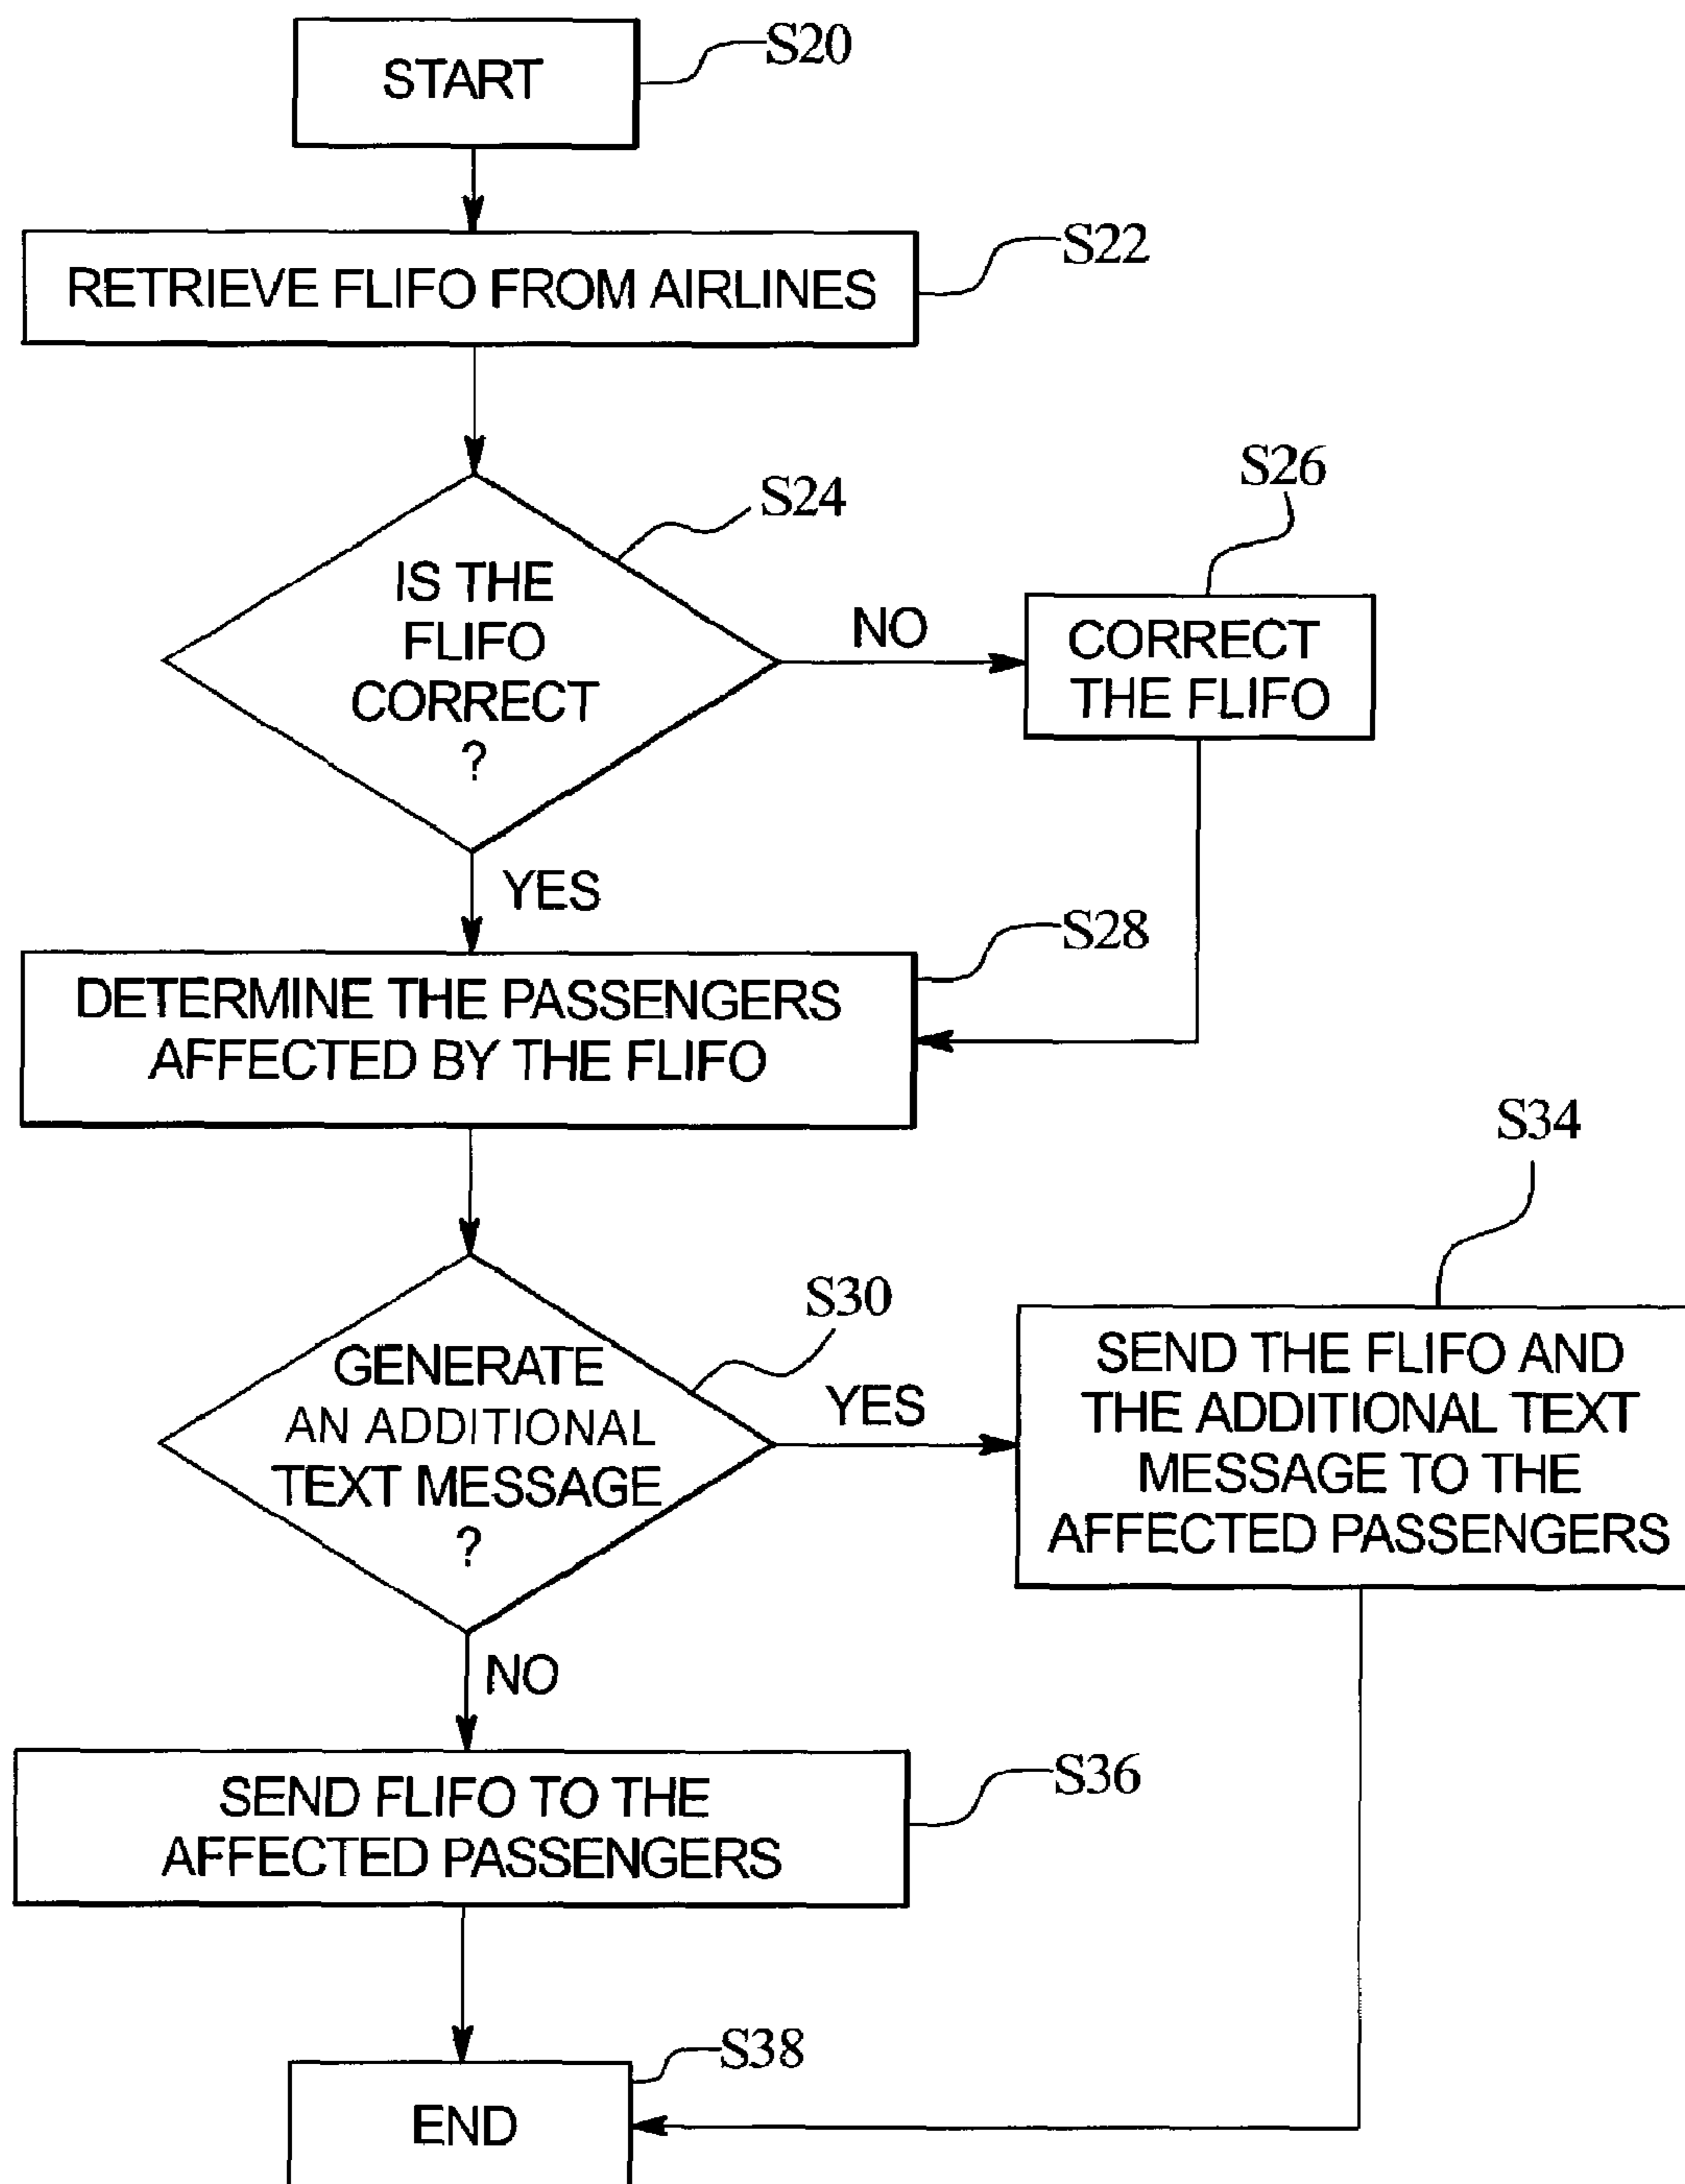 START
S20
RETRIEVE FLIFO FROM AIRLINES
S22
IS THE
FLIFO
CORRECT
?
S24
NO
S26
CORRECT
THE FLIFO
YES
S28
DETERMINE THE PASSENGERS
AFFECTED BY THE FLIFO
S30
GENERATE
AN ADDITIONAL
TEXT MESSAGE
?
YES
S34
SEND THE FLIFO AND
THE ADDITIONAL TEXT
MESSAGE TO THE
AFFECTED PASSENGERS
NO
SEND FLIFO TO THE
AFFECTED PASSENGERS
S36
S38
END